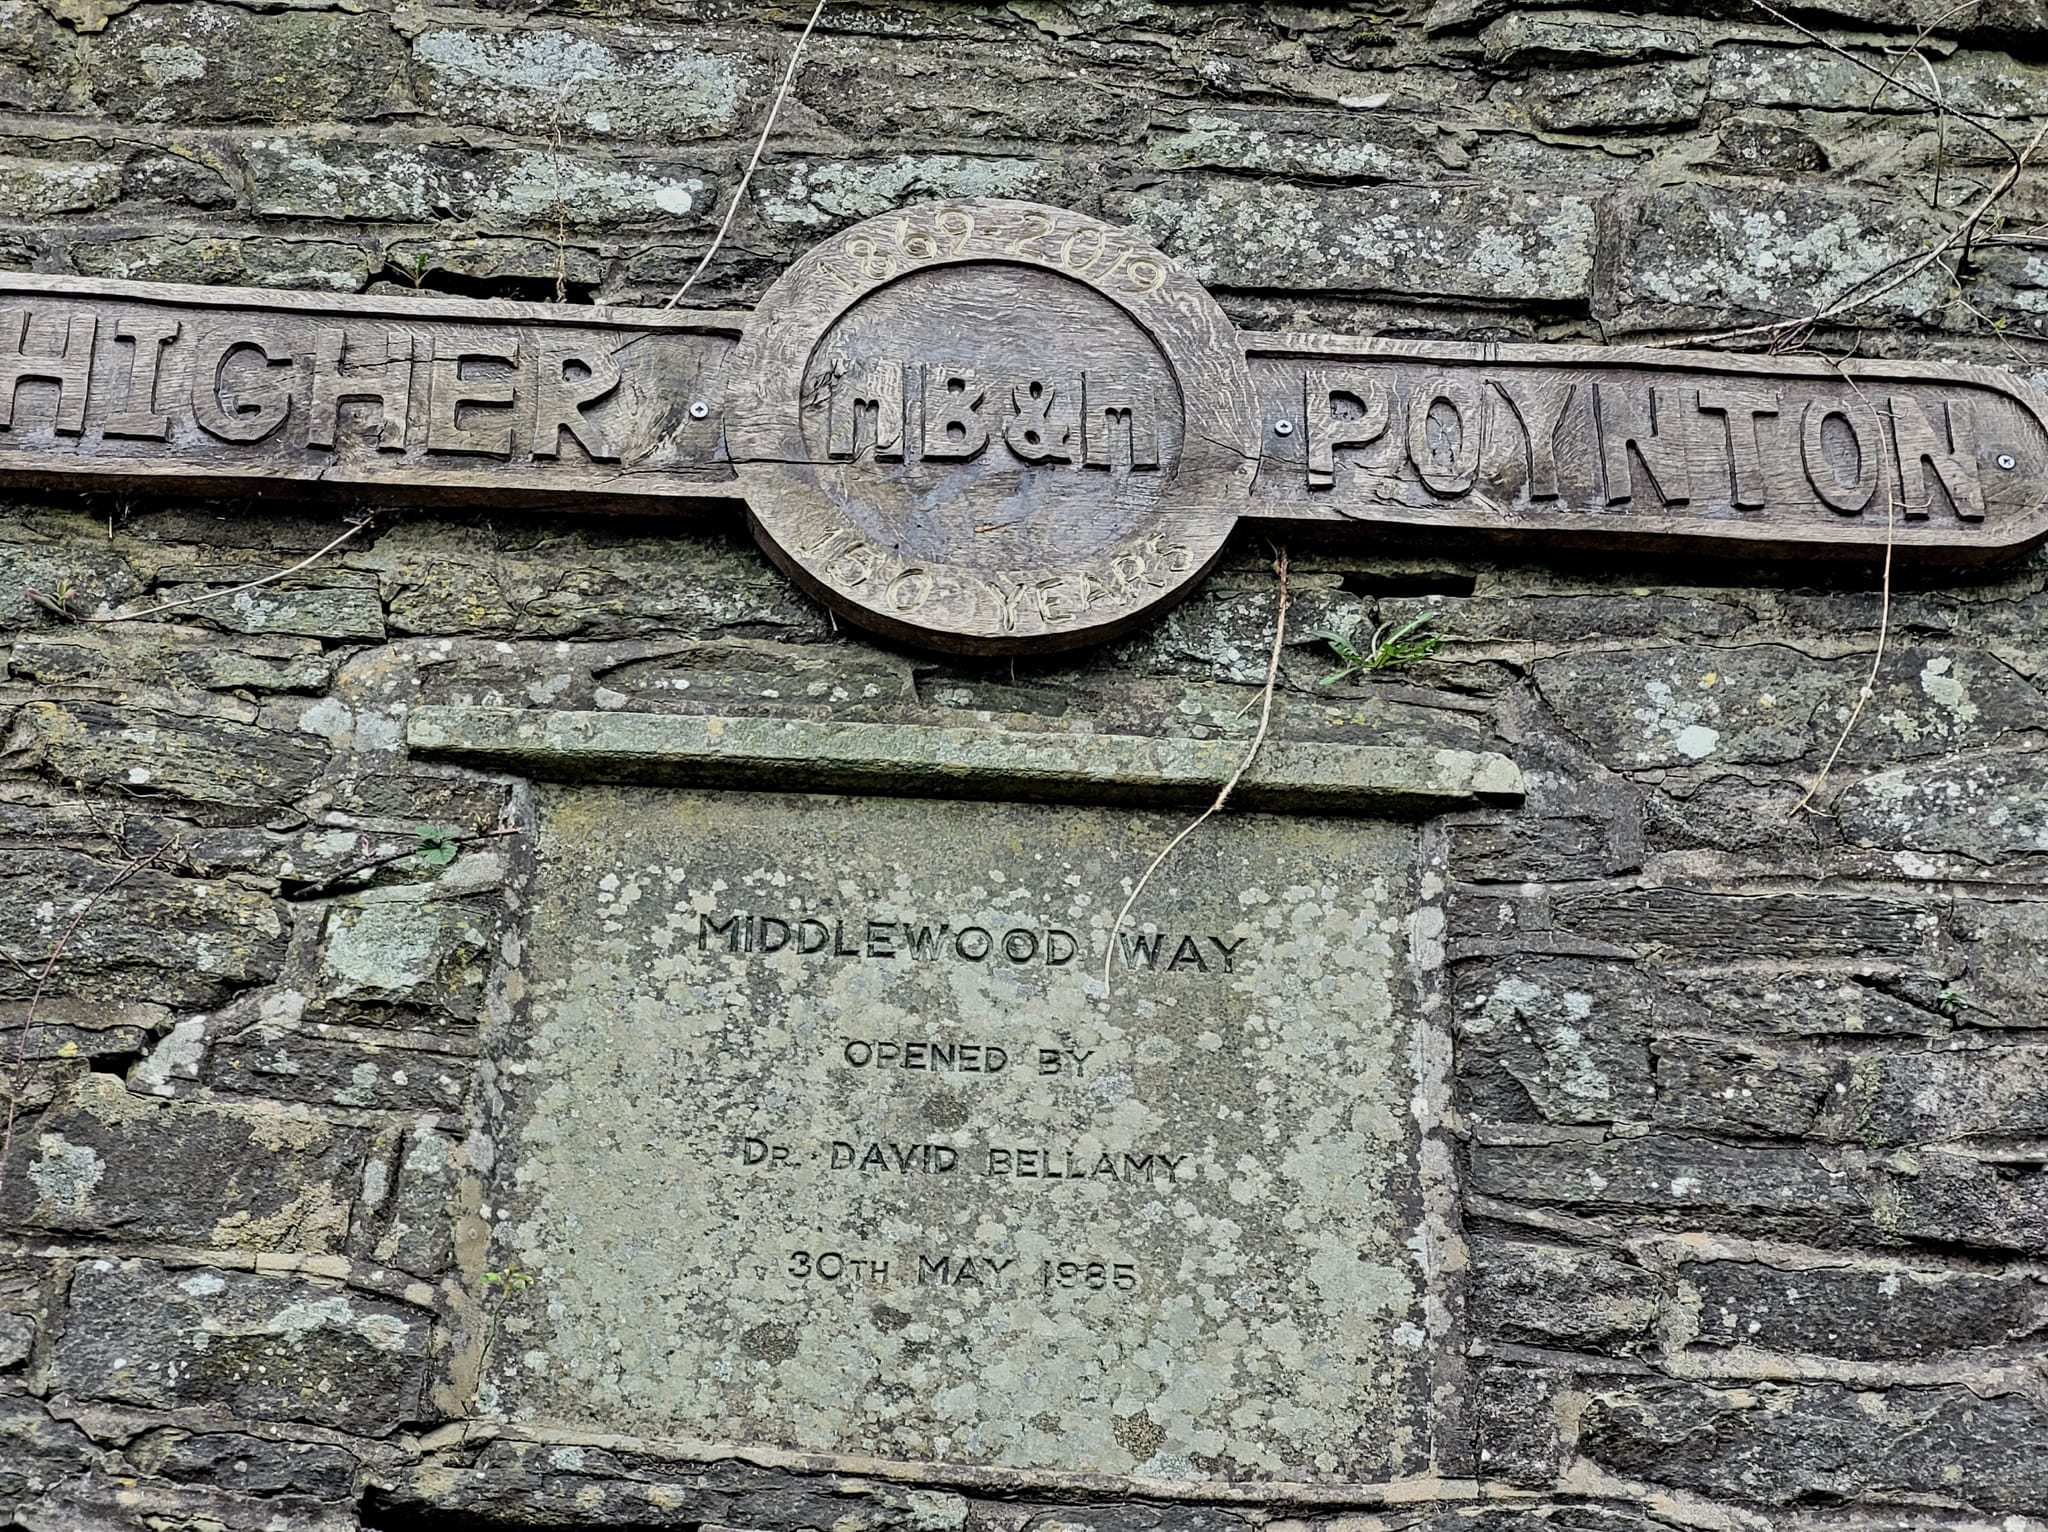 1869-2019
HIGHER MB&M POYNTON
150 YEARS
MIDDLEWOOD WAY
OPENED BY
DR. DAVID BELLAMY
30TH MAY 1985